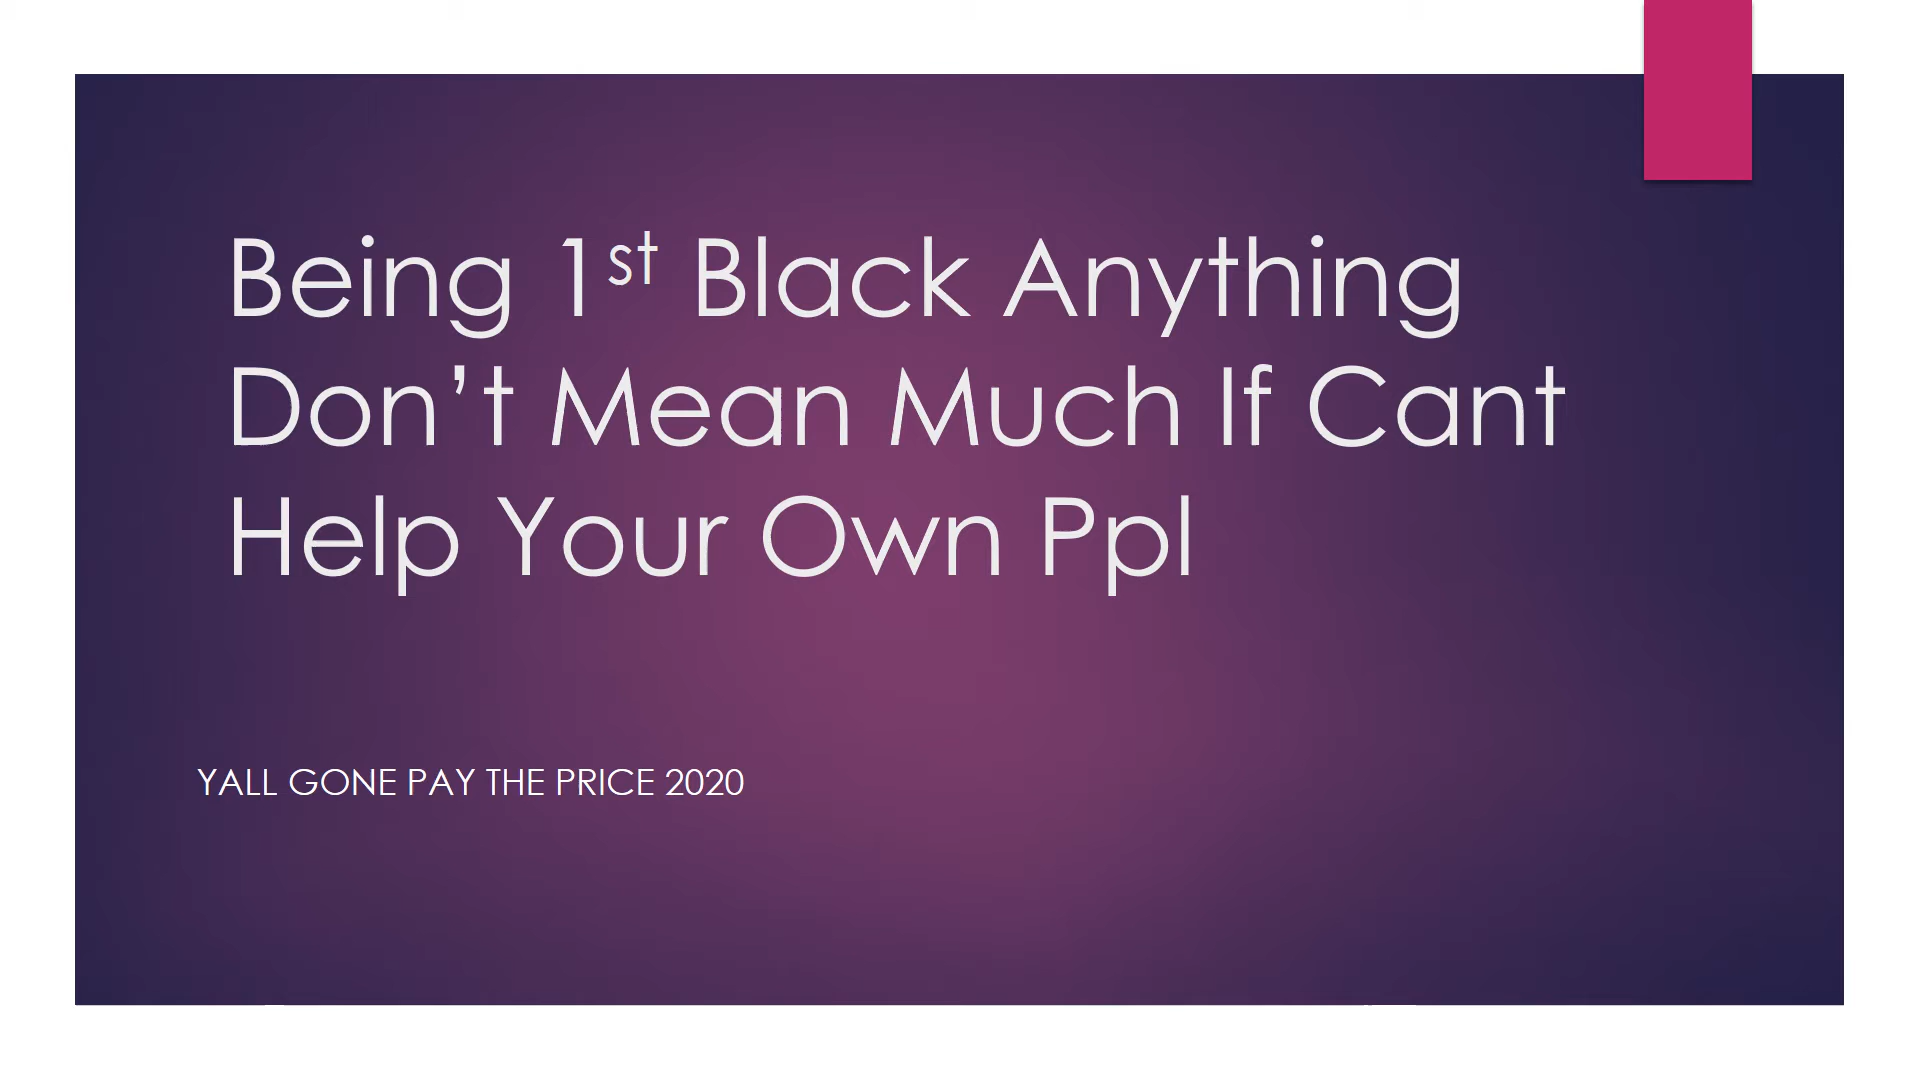 Being 1st Black Anything
Don’t Mean Much If Cant
Help Your Own Ppl
YALL GONE PAY THE PRICE 2020